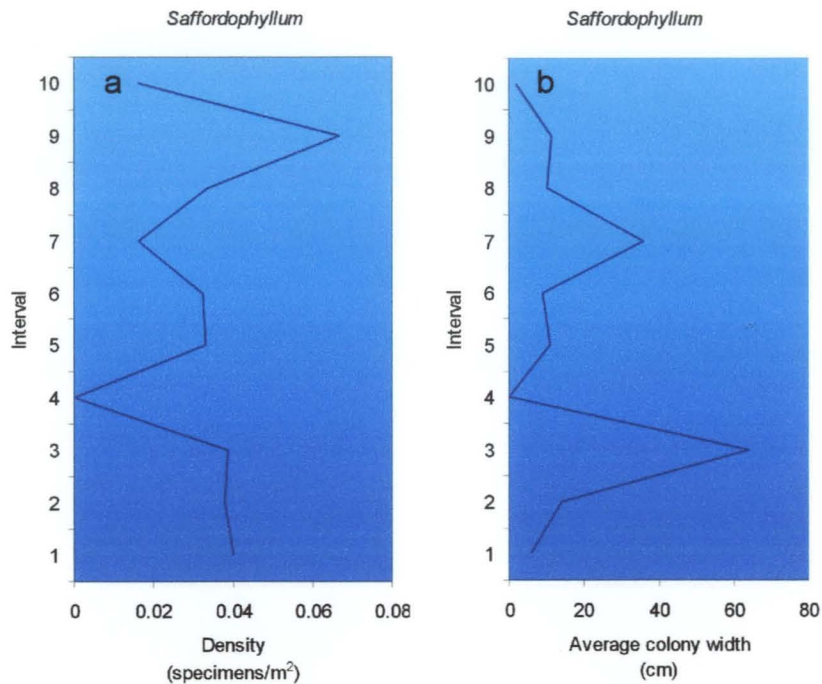 Saffordophyllum
a
Interval
10
9
8
7
6
5
4
3
2
1
0 0.02 0.04 0.06 0.08
Density
(specimens/m²)
Saffordophyllum
b
Interval
10
9
8
7
6
5
4
3
2
1
0 20 40 60 80
Average colony width
(cm)